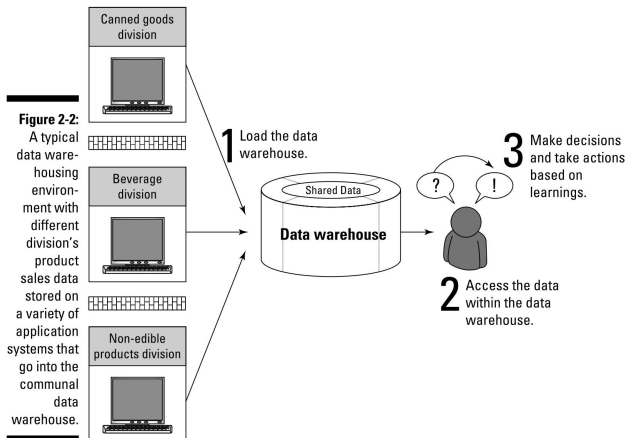 Figure 2-2:
A typical
data ware-
housing
environ-
ment with
different
division's
product
sales data
stored on
a variety of
application
systems that
go into the
communal
data
warehouse.
Canned goods
division
Beverage
division
Non-edible
products division
1 Load the data
warehouse.
Shared Data
Data warehouse
?
!
2 Access the data
within the data
warehouse.
3 Make decisions
and take actions
based on
learnings.